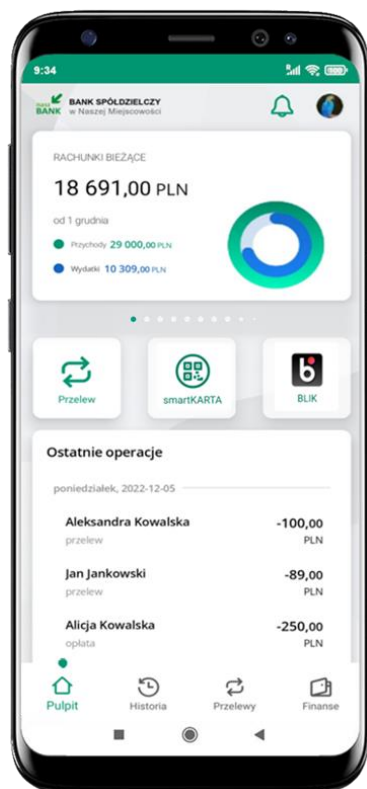 9:34
BANK
BANK SPÓŁDZIELCZY
w Naszej Miejscowości
RACHUNKI BIEŻĄCE
18 691,00 PLN
od 1 grudnia
Przychody 29 000,00 PLN
Wydatki 10 309,00 PLN
Przelew
smartKARTA
BLIK
Ostatnie operacje
poniedziałek, 2022-12-05
Aleksandra Kowalska -100,00
przelew PLN
Jan Jankowski -89,00
przelew PLN
Alicja Kowalska -250,00
opłata PLN
Pulpit Historia Przelewy Finanse